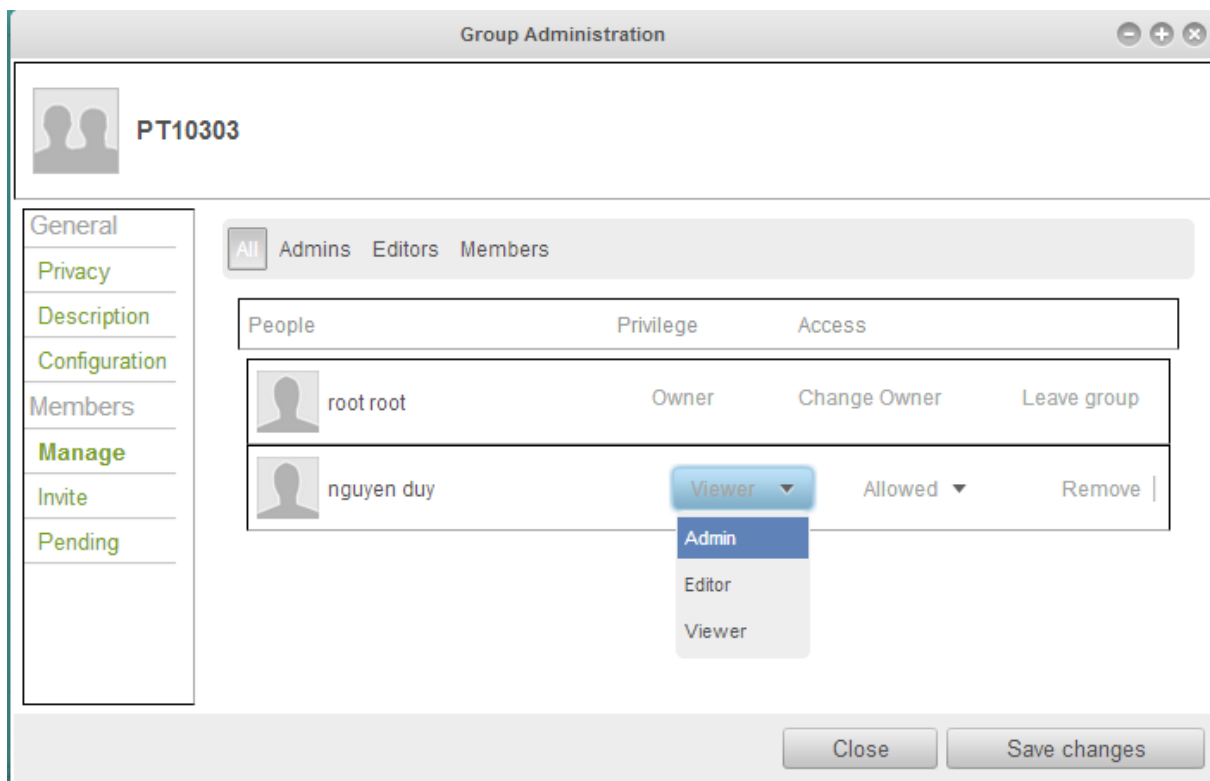 Group Administration
PT10303
General
Privacy
Description
Configuration
Members
Manage
Invite
Pending
All Admins Editors Members
People Privilege Access
root root Owner Change Owner Leave group
nguyen duy Viewer Allowed Remove
Admin
Editor
Viewer
Close Save changes